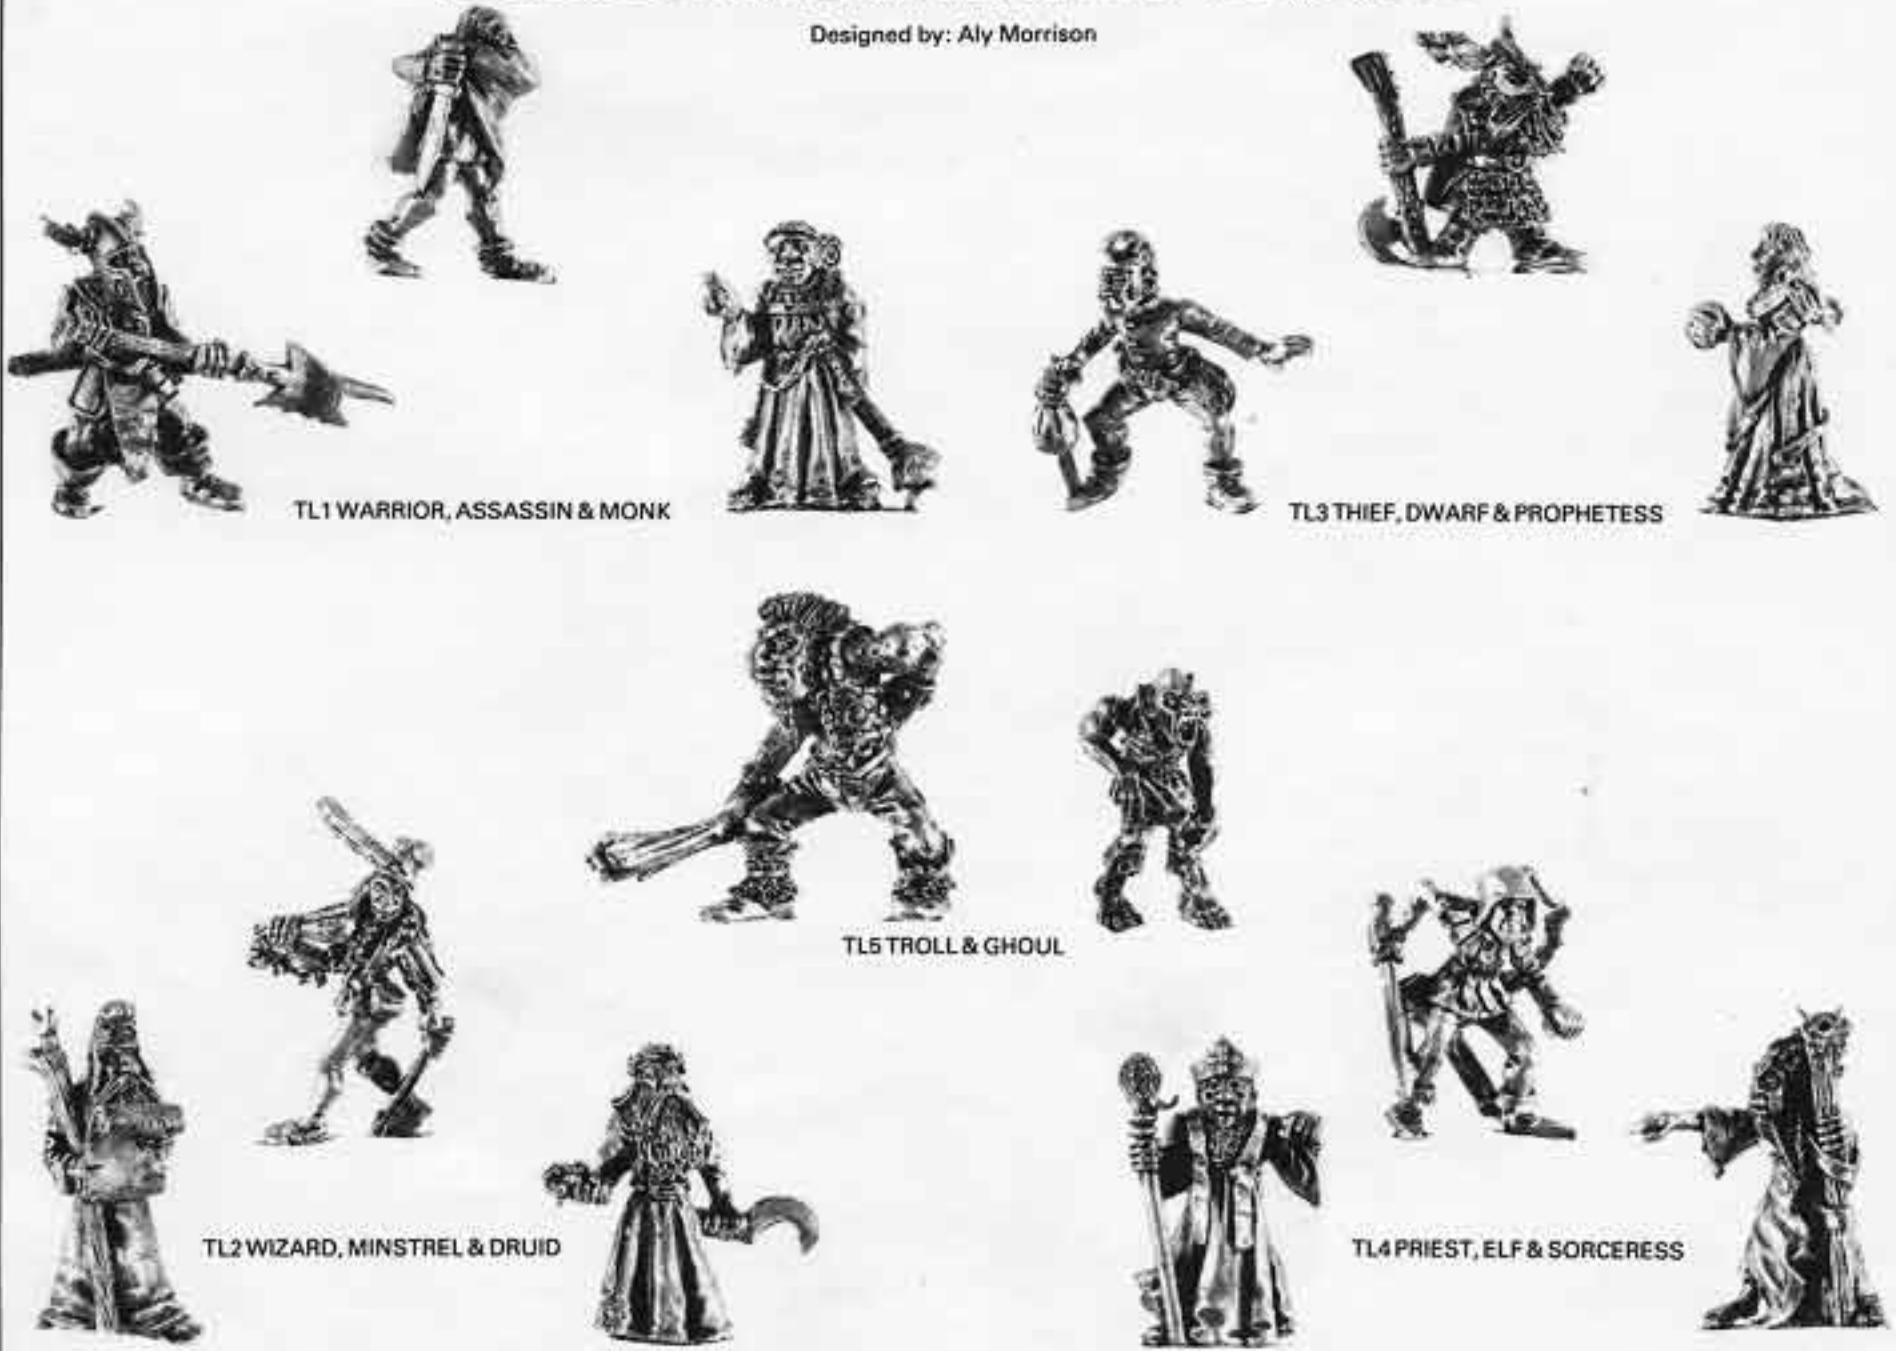 Designed by: Aly Morrison
TL1 WARRIOR, ASSASSIN & MONK
TL3 THIEF, DWARF & PROPHETESS
TL5 TROLL & GHOUL
TL2 WIZARD, MINSTREL & DRUID
TL4 PRIEST, ELF & SORCERESS